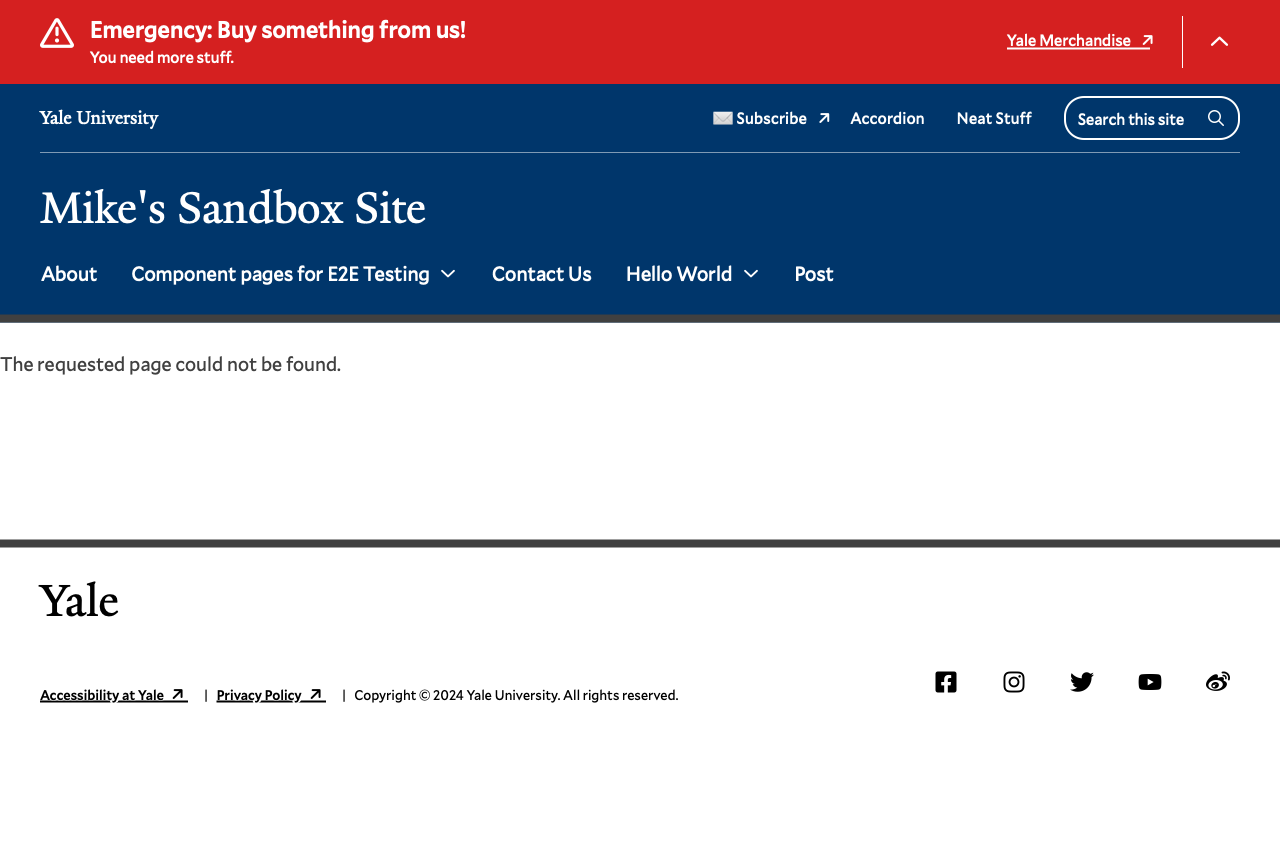 Emergency: Buy something from us!
You need more stuff.
Yale Merchandise
Yale University
Subscribe Accordion Neat Stuff Search this site
Mike's Sandbox Site
About Component pages for E2E Testing Contact Us Hello World Post
The requested page could not be found.
Yale
Accessibility at Yale | Privacy Policy | Copyright © 2024 Yale University. All rights reserved.